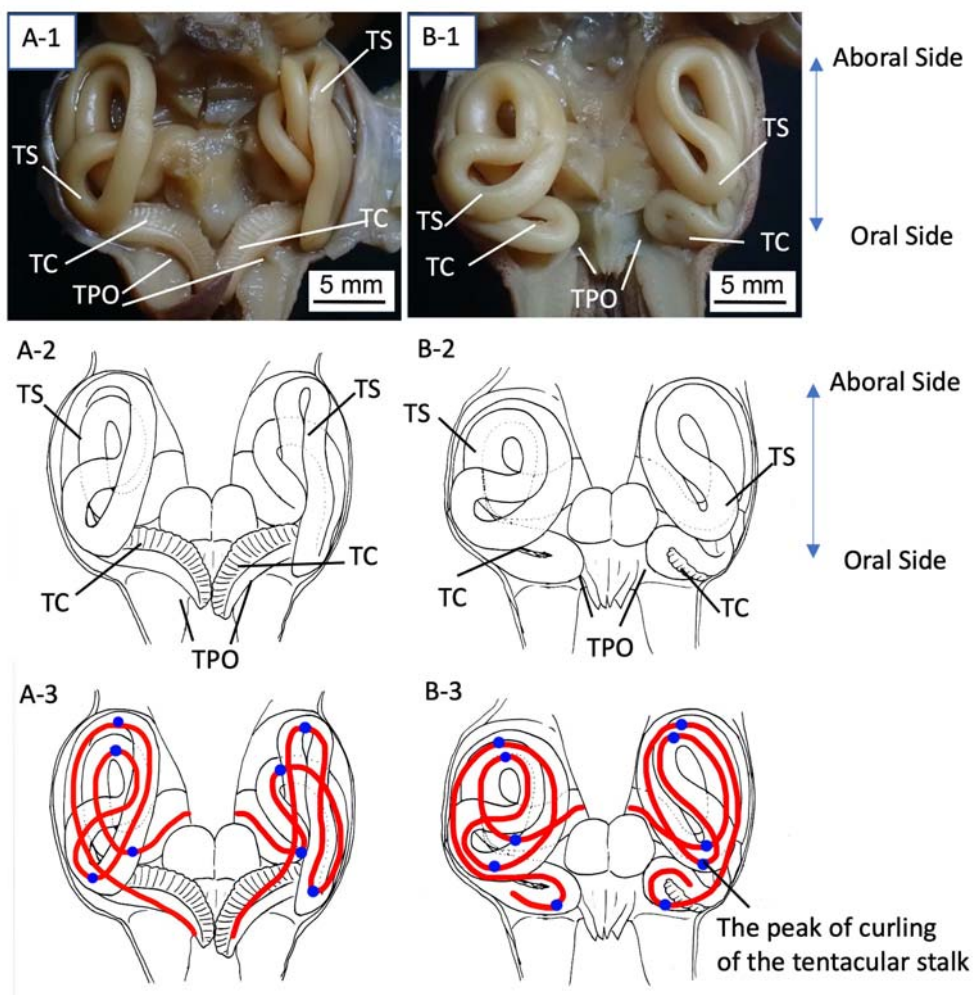 A-1
TS
TS
TC
TC
TPO
5 mm
B-1
TS
TS
TC
TC
TPO
5 mm
Aboral Side
Oral Side
A-2
TS
TS
TC
TC
TPO
B-2
TS
TS
TC
TC
TPO
Aboral Side
Oral Side
A-3
B-3
The peak of curling
of the tentacular stalk